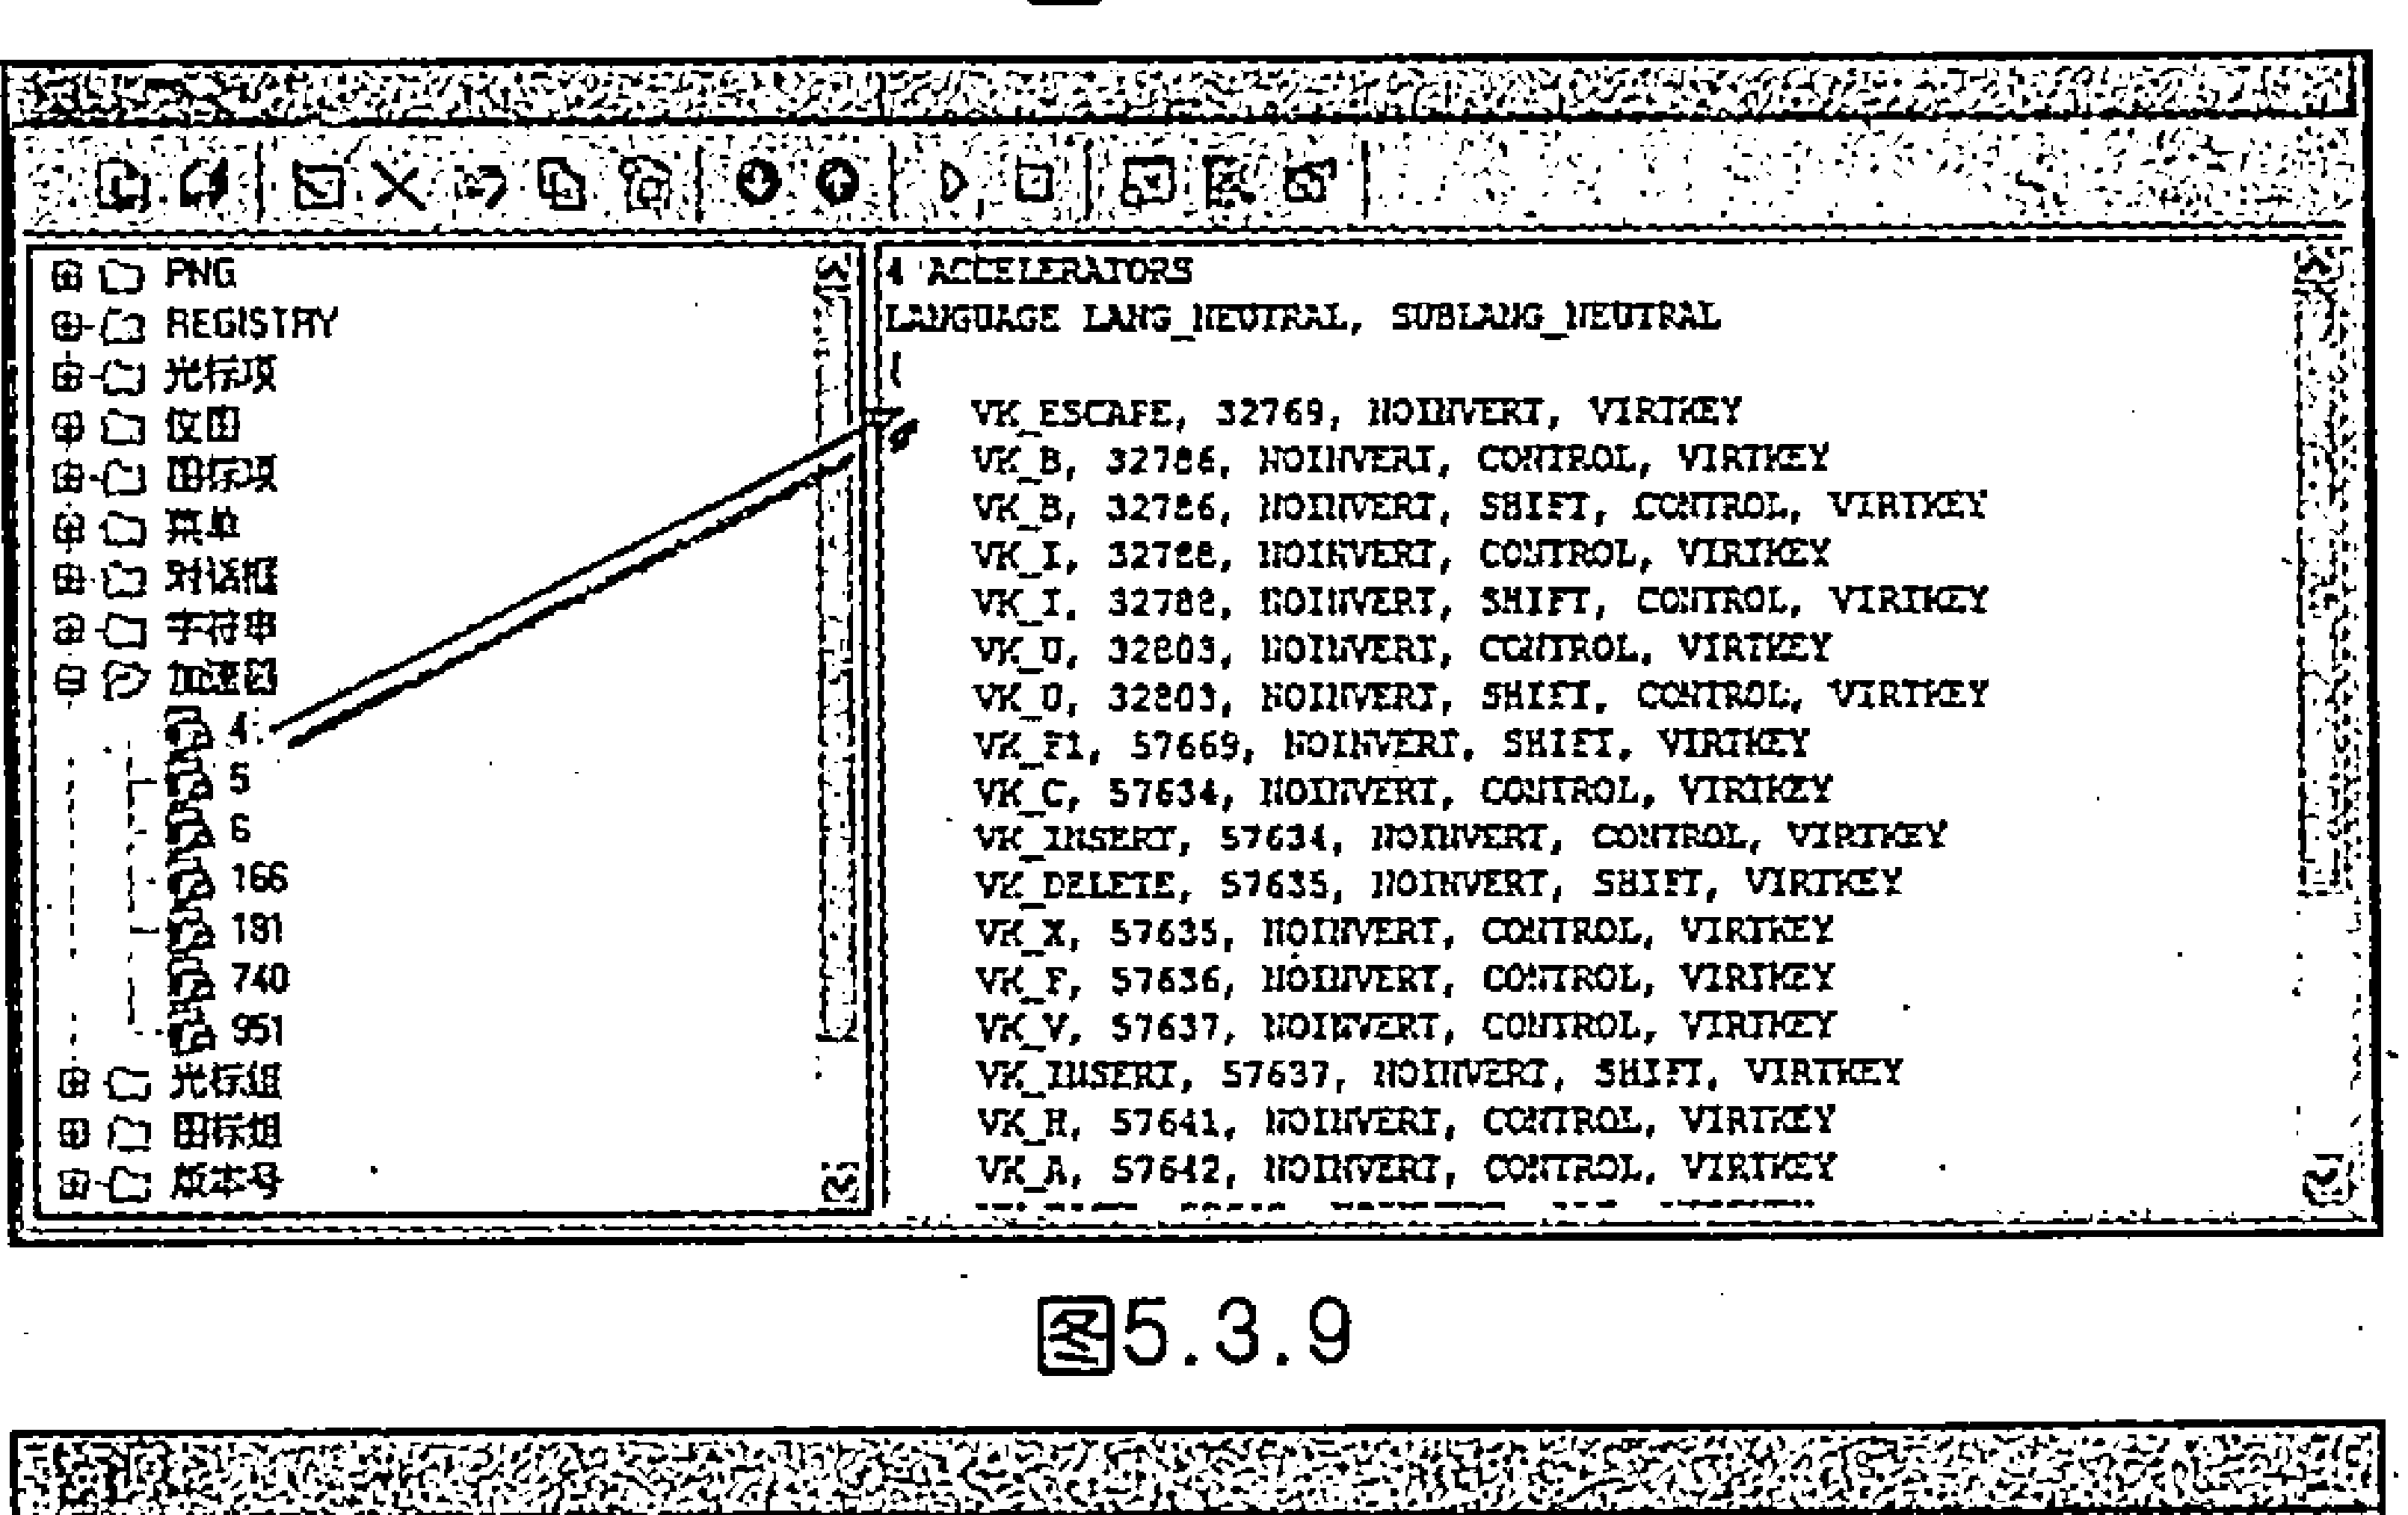 PNG
REGISTRY
光标项
位图
图标项
菜单
对话框
字符串
加速器
4
5
6
166
191
740
951
光标组
图标组
版本号
4 ACCELERATORS
LANGUAGE LANG_NEUTRAL, SUBLANG_NEUTRAL
{
VK_ESCAPE, 32769, NOINVERT, VIRTKEY
VK_B, 32786, NOINVERT, CONTROL, VIRTKEY
VK_B, 32786, NOINVERT, SHIFT, CONTROL, VIRTKEY
VK_I, 32788, NOINVERT, CONTROL, VIRTKEY
VK_I, 32788, NOINVERT, SHIFT, CONTROL, VIRTKEY
VK_U, 32803, NOINVERT, CONTROL, VIRTKEY
VK_U, 32803, NOINVERT, SHIFT, CONTROL, VIRTKEY
VK_F1, 57669, NOINVERT, SHIFT, VIRTKEY
VK_C, 57634, NOINVERT, CONTROL, VIRTKEY
VK_INSERT, 57634, NOINVERT, CONTROL, VIRTKEY
VK_DELETE, 57635, NOINVERT, SHIFT, VIRTKEY
VK_X, 57635, NOINVERT, CONTROL, VIRTKEY
VK_F, 57636, NOINVERT, CONTROL, VIRTKEY
VK_V, 57637, NOINVERT, CONTROL, VIRTKEY
VK_INSERT, 57637, NOINVERT, SHIFT, VIRTKEY
VK_H, 57641, NOINVERT, CONTROL, VIRTKEY
VK_A, 57642, NOINVERT, CONTROL, VIRTKEY
图5.3.9